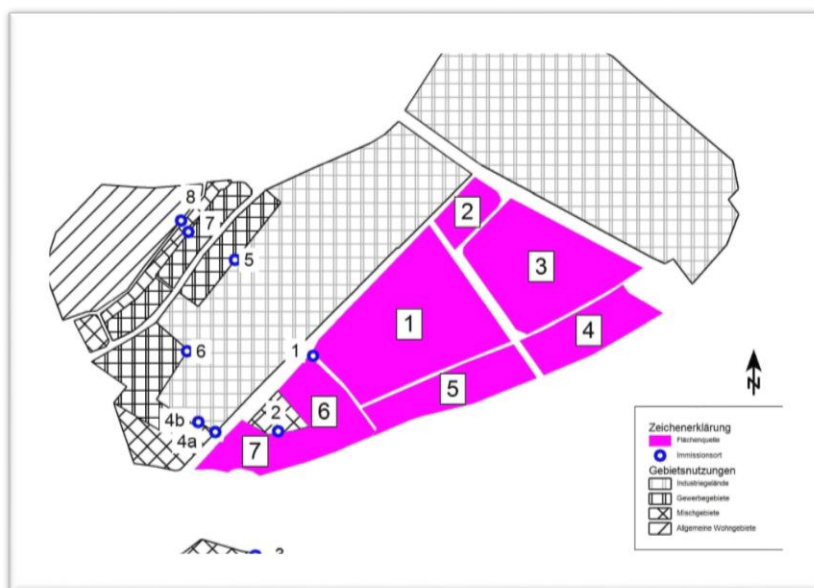 8
7
2
5
3
1
4
6
1
5
2
6
4b
4a
7
3
N
Zeichenerklärung
Flächenquelle
Immissionsort
Gebietsnutzungen
Industriegelände
Gewerbegebiete
Mischgebiete
Allgemeine Wohngebiete